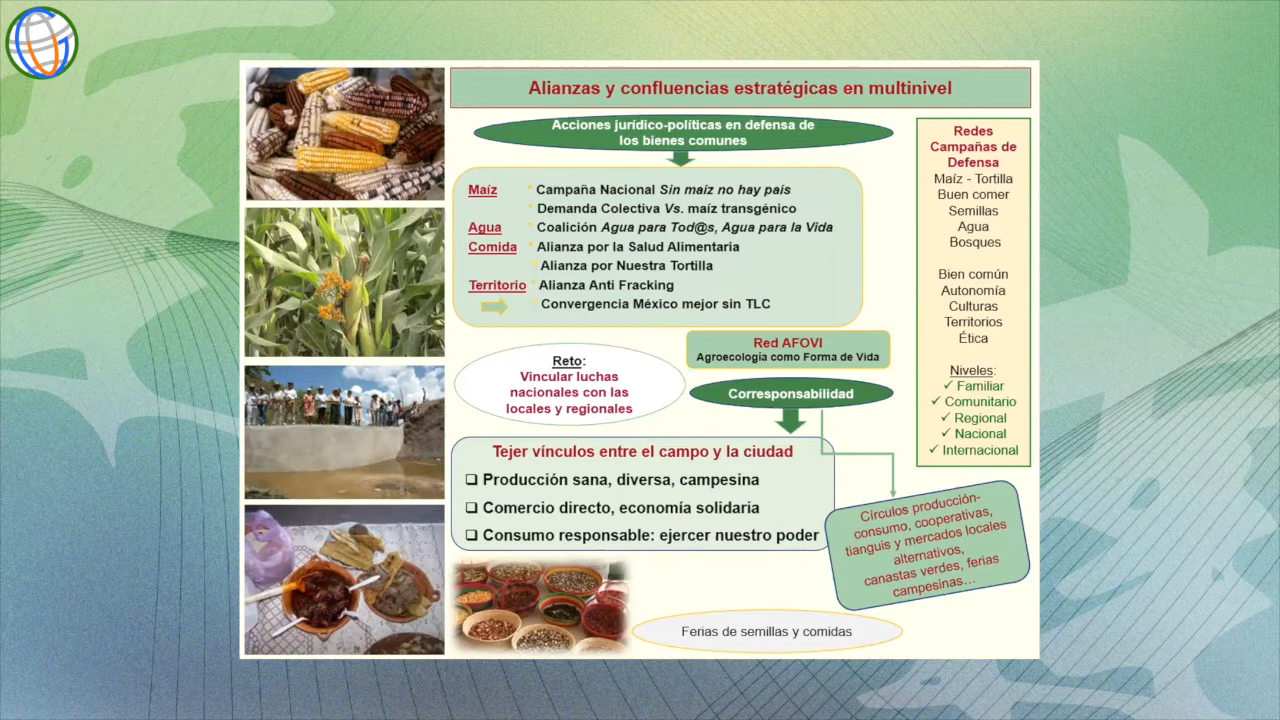 Alianzas y confluencias estratégicas en multinivel
Acciones jurídico-políticas en defensa de
los bienes comunes
Maíz * Campaña Nacional Sin maíz no hay país
* Demanda Colectiva Vs. maíz transgénico
Agua * Coalición Agua para Tod@s, Agua para la Vida
Comida * Alianza por la Salud Alimentaria
* Alianza por Nuestra Tortilla
Territorio * Alianza Anti Fracking
* Convergencia México mejor sin TLC
Red AFOVI
Agroecología como Forma de Vida
Reto:
Vincular luchas
nacionales con las
locales y regionales
Corresponsabilidad
Tejer vínculos entre el campo y la ciudad
❑ Producción sana, diversa, campesina
❑ Comercio directo, economía solidaria
❑ Consumo responsable: ejercer nuestro poder
Círculos producción-
consumo, cooperativas,
tianguis y mercados locales
alternativos,
canastas verdes, ferias
campesinas…
Ferias de semillas y comidas
Redes
Campañas de
Defensa
Maíz - Tortilla
Buen comer
Semillas
Agua
Bosques
Bien común
Autonomía
Culturas
Territorios
Ética
Niveles:
✓ Familiar
✓ Comunitario
✓ Regional
✓ Nacional
✓ Internacional